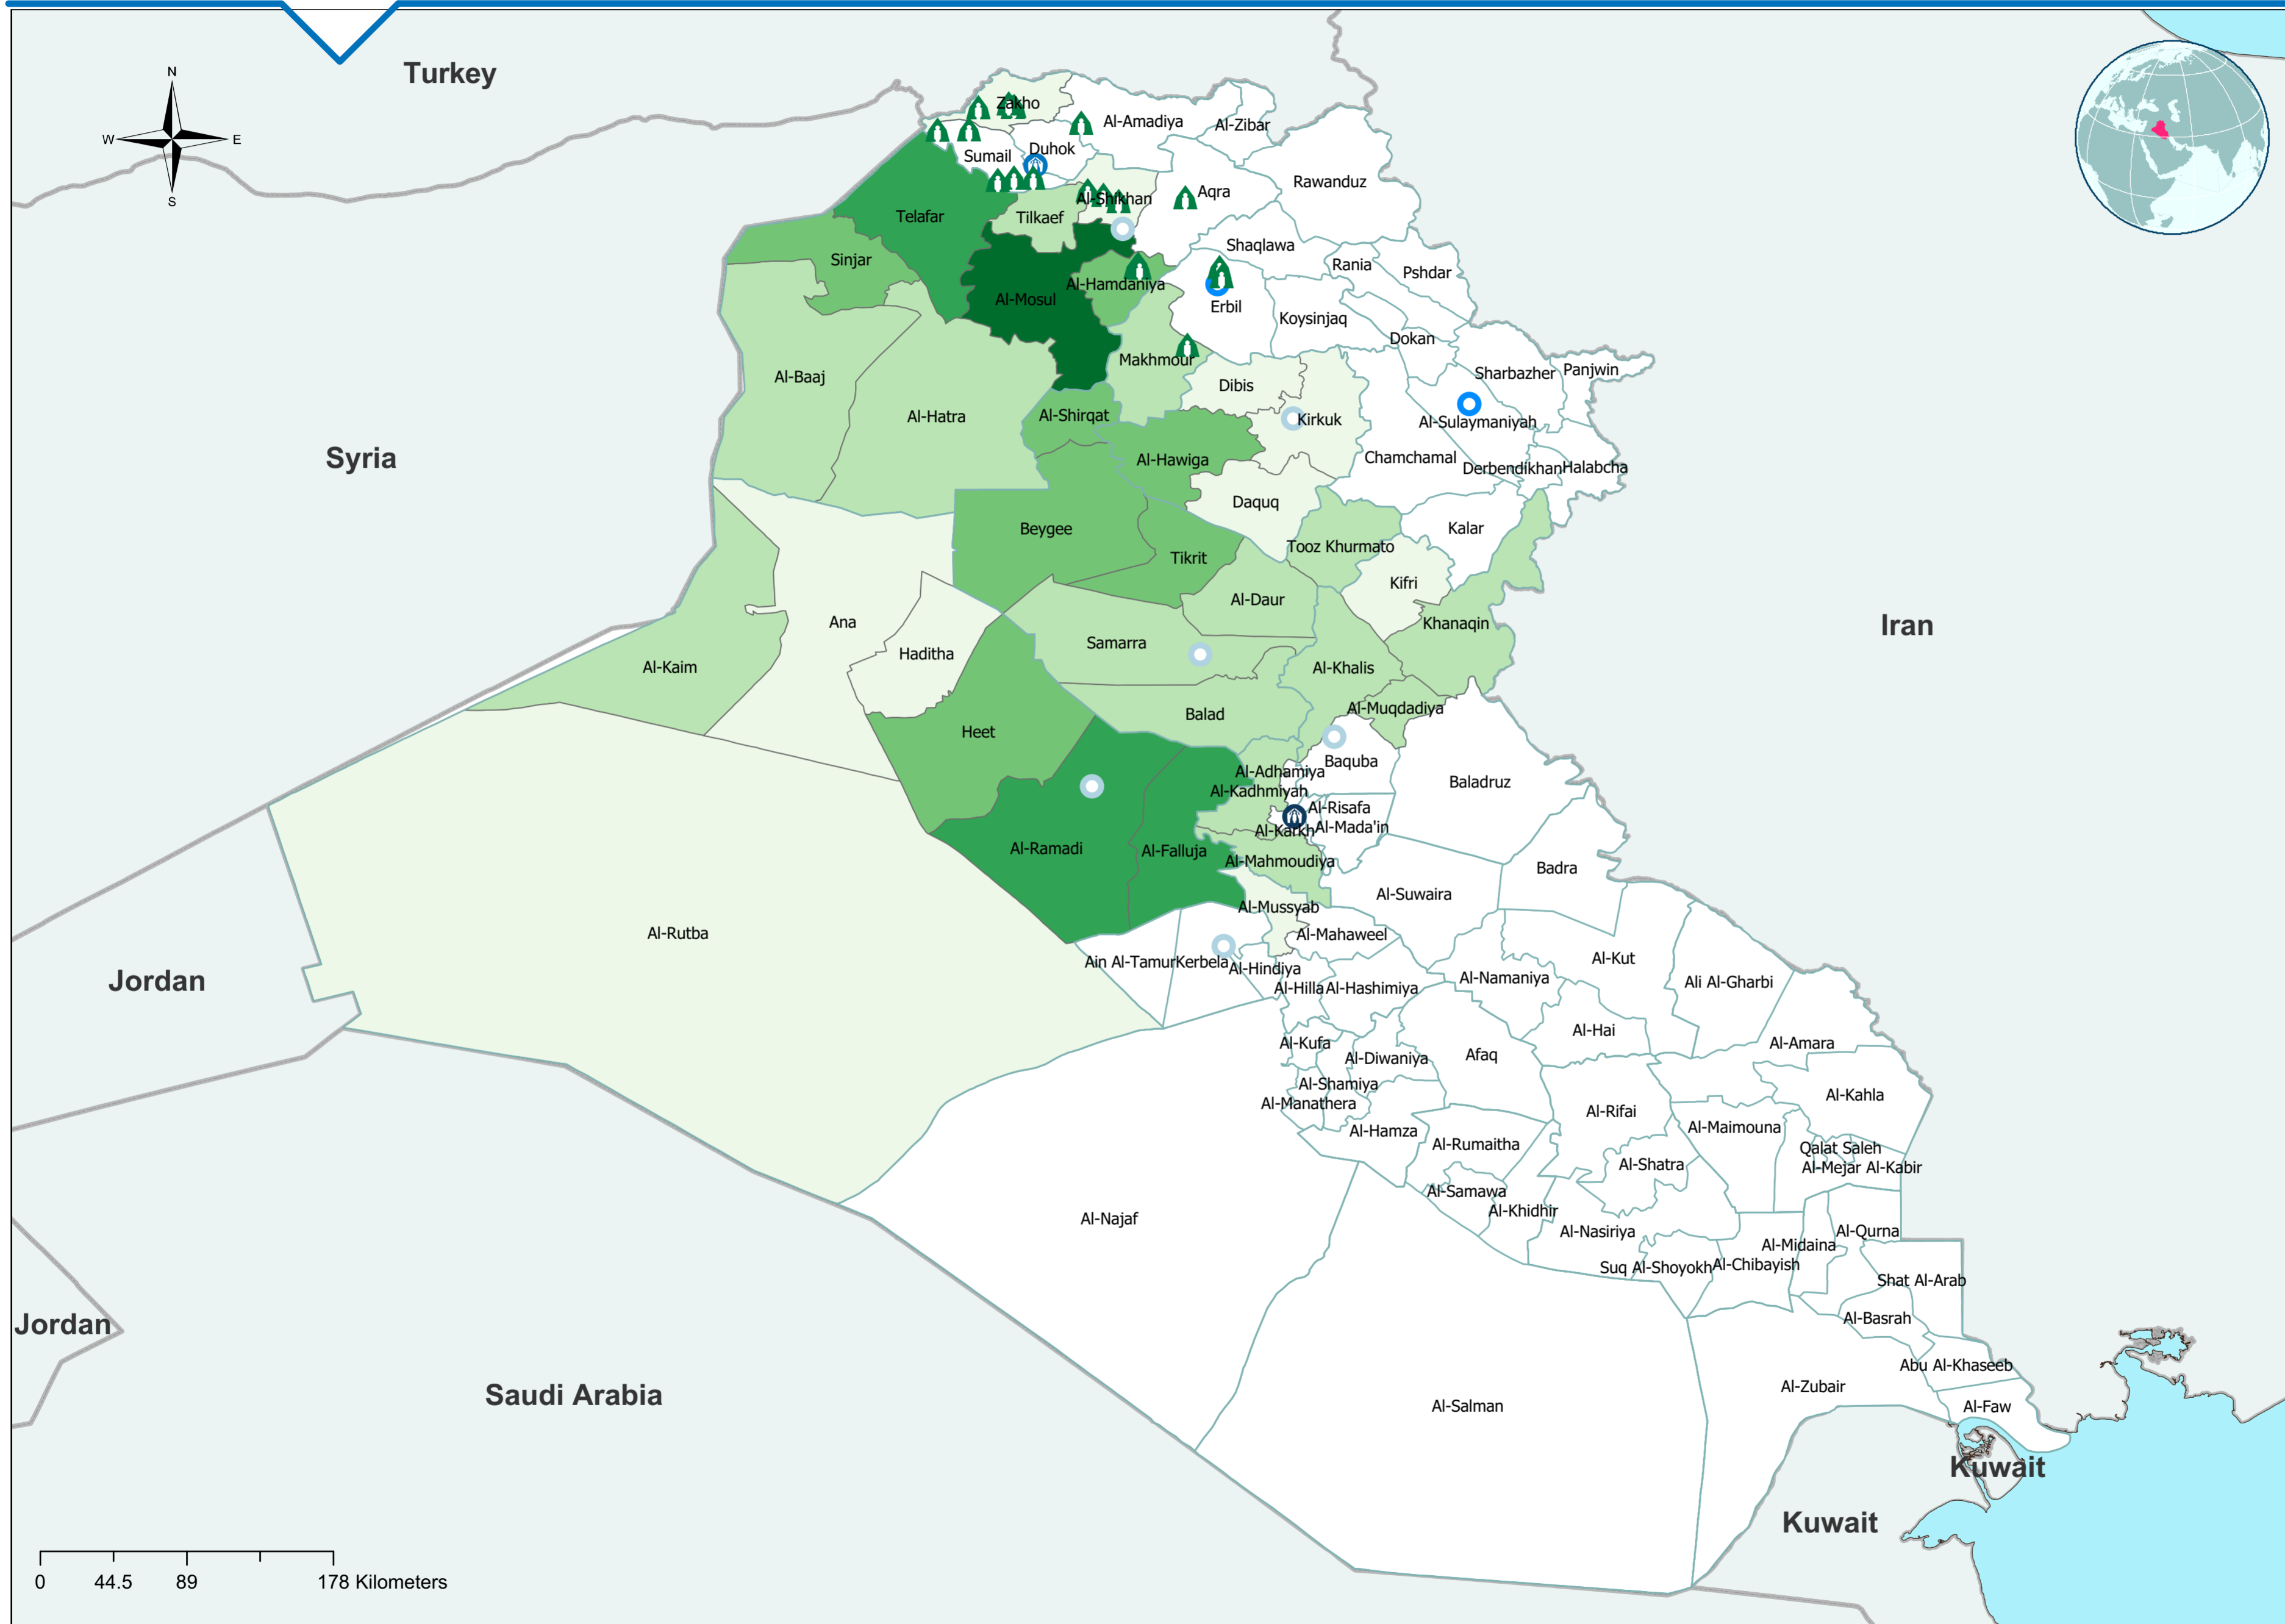 Turkey
N
W
E
S
Zakho
Al-Amadiya
Al-Zibar
Duhok
Sumail
Rawanduz
Al-Shikhan
Aqra
Telafar
Tilkaef
Shaqlawa
Sinjar
Rania
Pshdar
Al-Hamdaniya
Al-Mosul
Erbil
Koysinjaq
Dokan
Makhmour
Sharbazher
Panjwin
Al-Baaj
Dibis
Al-Hatra
Al-Shirqat
Kirkuk
Al-Sulaymaniyah
Syria
Al-Hawiga
Chamchamal
Derbendikhan
Halabcha
Daquq
Beygee
Kalar
Tooz Khurmato
Tikrit
Kifri
Al-Daur
Ana
Khanaqin
Iran
Samarra
Haditha
Al-Kaim
Al-Khalis
Al-Muqdadiya
Balad
Heet
Baquba
Al-Adhamiya
Baladruz
Al-Kadhmiyah
Al-Risafa
Al-Karkh
Al-Mada'in
Al-Ramadi
Al-Falluja
Al-Mahmoudiya
Badra
Al-Suwaira
Al-Mussyab
Al-Rutba
Al-Mahaweel
Ain Al-Tamur
Kerbela
Al-Hindiya
Al-Kut
Jordan
Al-Namaniya
Ali Al-Gharbi
Al-Hilla
Al-Hashimiya
Al-Hai
Al-Kufa
Al-Amara
Al-Diwaniya
Afaq
Al-Shamiya
Al-Kahla
Al-Manathera
Al-Rifai
Al-Maimouna
Al-Hamza
Al-Rumaitha
Qalat Saleh
Al-Shatra
Al-Mejar Al-Kabir
Al-Samawa
Al-Khidhir
Al-Najaf
Al-Nasiriya
Al-Qurna
Al-Midaina
Suq Al-Shoyokh
Al-Chibayish
Shat Al-Arab
Jordan
Al-Basrah
Abu Al-Khaseeb
Saudi Arabia
Al-Zubair
Al-Salman
Al-Faw
Kuwait
Kuwait
0 44.5 89 178 Kilometers